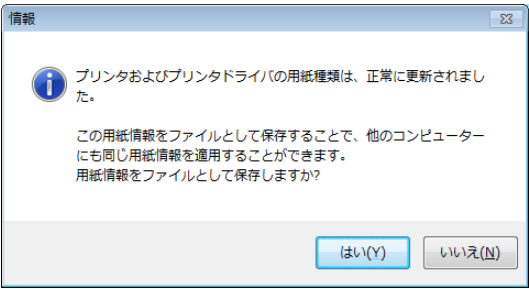 情報
プリンタおよびプリンタドライバの用紙種類は、正常に更新されまし
た。
この用紙情報をファイルとして保存することで、他のコンピューター
にも同じ用紙情報を適用することができます。
用紙情報をファイルとして保存しますか?
はい(Y) いいえ(N)